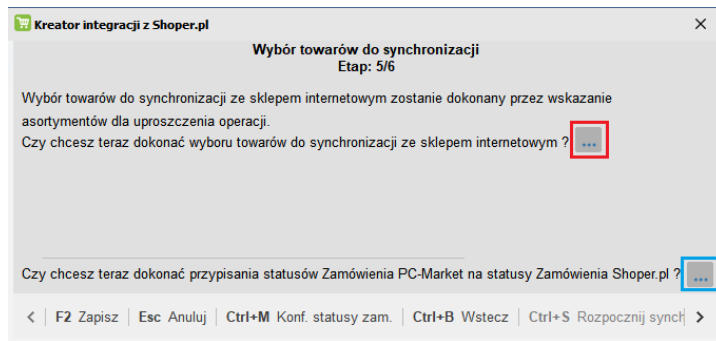 Kreator integracji z Shoper.pl
Wybór towarów do synchronizacji
Etap: 5/6
Wybór towarów do synchronizacji ze sklepem internetowym zostanie dokonany przez wskazanie
asortymentów dla uproszczenia operacji.
Czy chcesz teraz dokonać wyboru towarów do synchronizacji ze sklepem internetowym ? ...
Czy chcesz teraz dokonać przypisania statusów Zamówienia PC-Market na statusy Zamówienia Shoper.pl ? ...
F2 Zapisz | Esc Anuluj | Ctrl+M Konf. statusy zam. | Ctrl+B Wstecz | Ctrl+S Rozpocznij synch